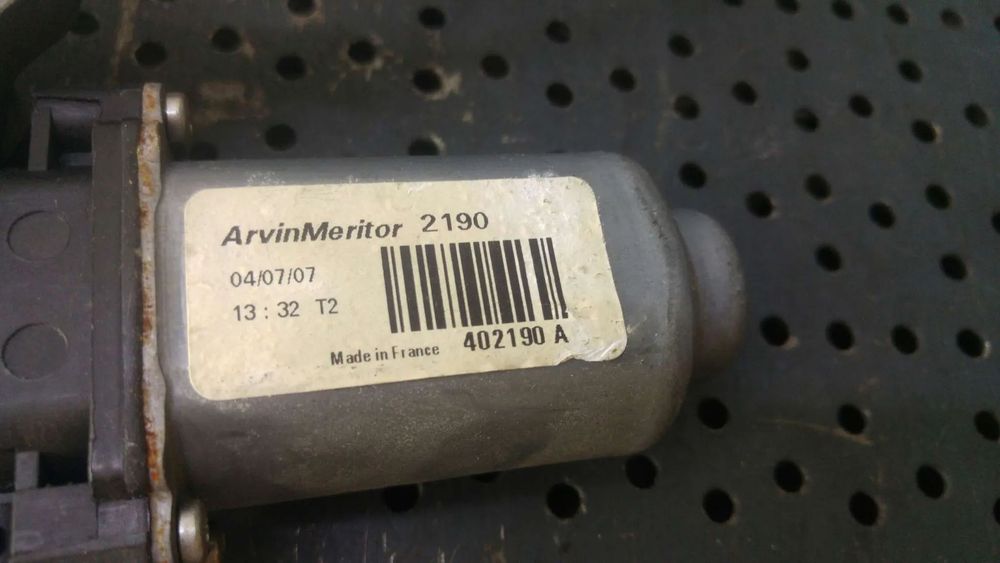 ArvinMeritor 2190
04/07/07
13 : 32 T2
Made in France 402190 A